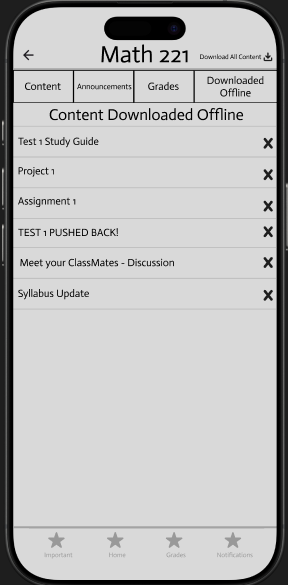 Math 221
Download All Content
Content
Announcements
Grades
Downloaded
Offline
Content Downloaded Offline
Test 1 Study Guide
Project 1
Assignment 1
TEST 1 PUSHED BACK!
Meet your ClassMates - Discussion
Syllabus Update
Important
Home
Grades
Notifications